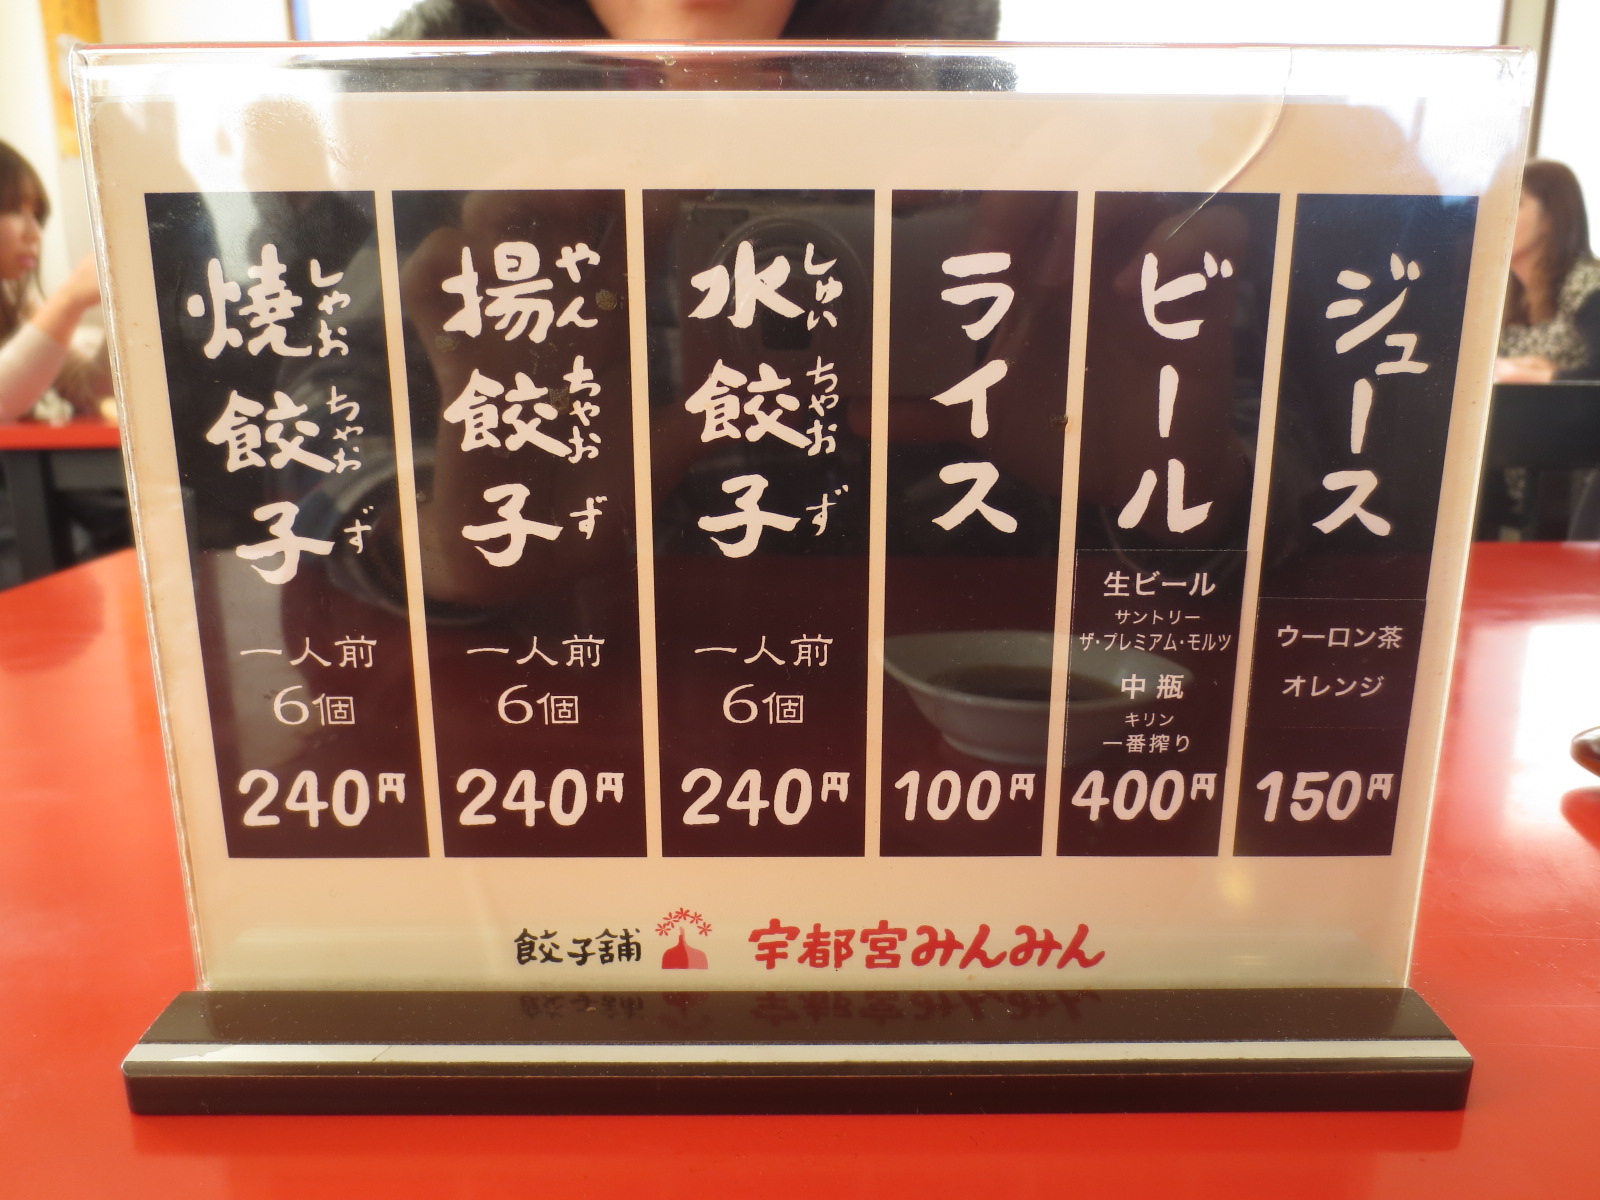 焼餃子
しゃおちゃおず
一人前
6個
240円
揚餃子
やんちゃおず
一人前
6個
240円
水餃子
しゅいちゃおず
一人前
6個
240円
ライス
100円
ビール
生ビール
サントリー
ザ・プレミアム・モルツ
中瓶
キリン
一番搾り
400円
ジュース
ウーロン茶
オレンジ
150円
餃子舗 宇都宮みんみん